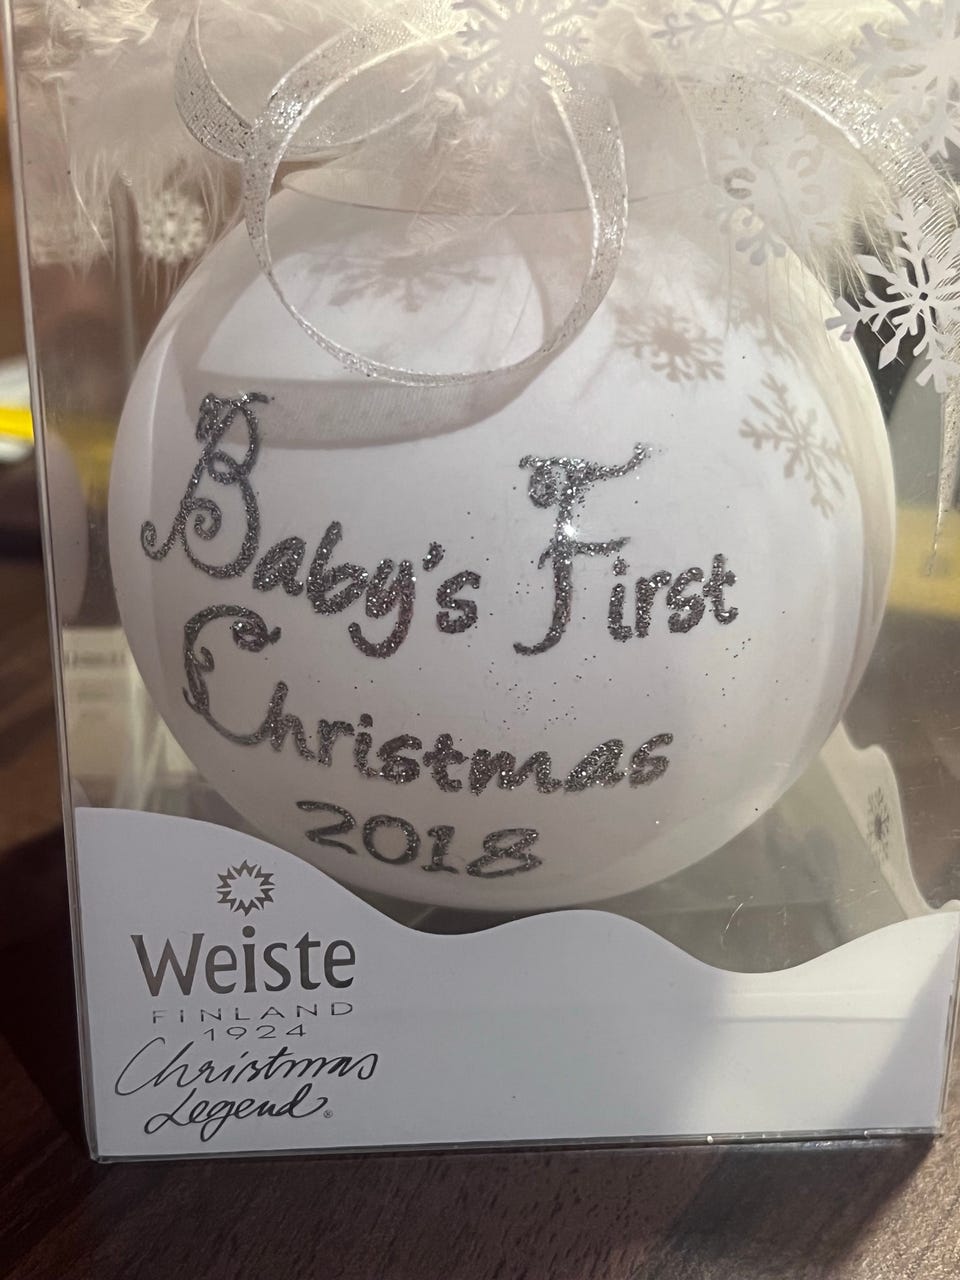 Baby's First
Christmas
2018
Weiste
FINLAND
1924
Christmas
Legend®